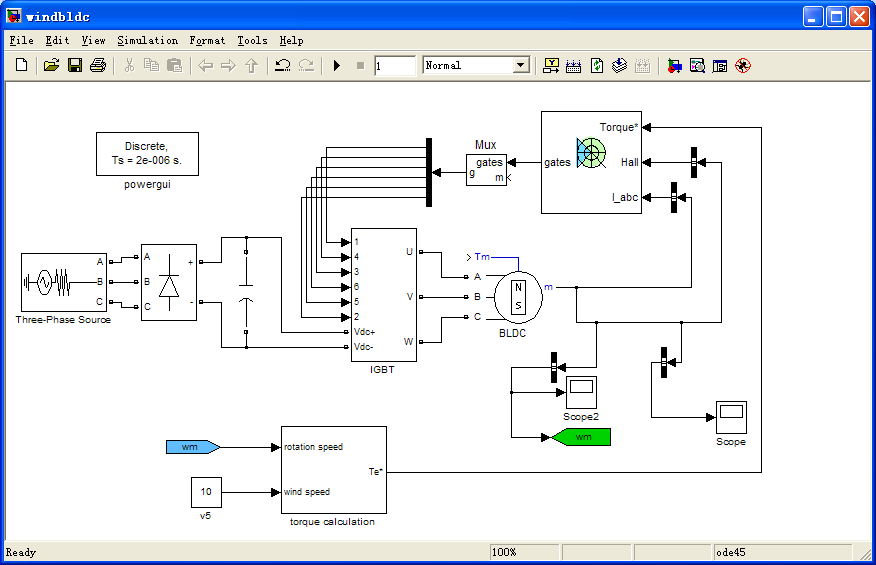 windbldc
File Edit View Simulation Format Tools Help
1
Normal
Discrete,
Ts = 2e-006 s.
powergui
Mux
gates
g
m
Torque*
gates
Hall
I_abc
A
B
C
Three-Phase Source
A
B
C
+
-
1
4
3
6
5
2
Vdc+
Vdc-
U
V
W
IGBT
Tm
A
B
C
N
S
m
BLDC
Scope2
wm
Scope
wm
10
v5
rotation speed
wind speed
Te*
torque calculation
Ready
100%
ode45